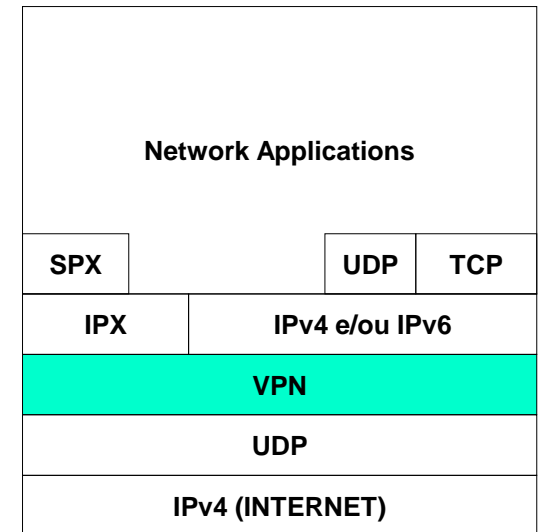 Network Applications
SPX UDP TCP
IPX IPv4 e/ou IPv6
VPN
UDP
IPv4 (INTERNET)